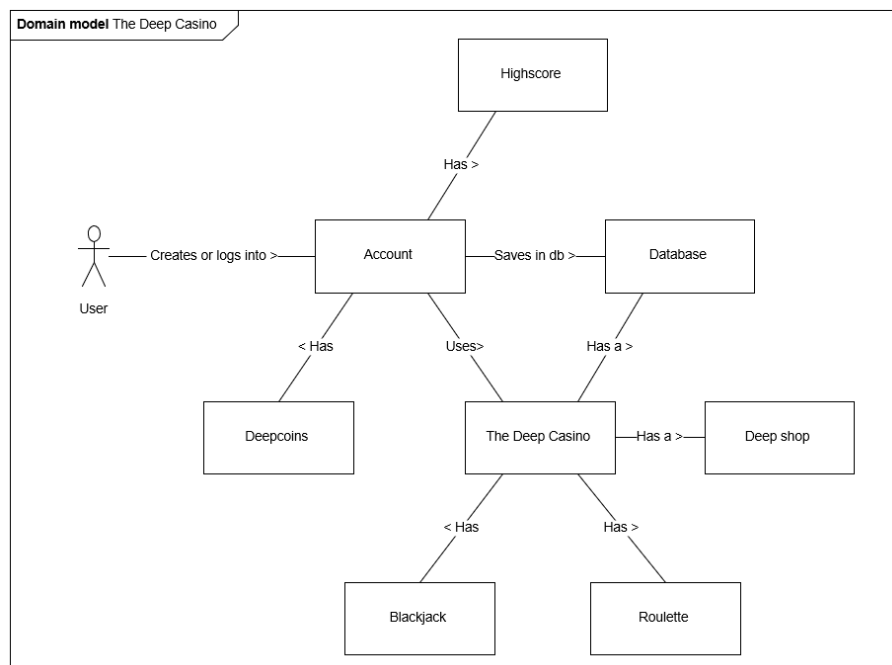 Domain model The Deep Casino
Highscore
Has >
Creates or logs into >
Account
Saves in db >
Database
User
< Has
Uses>
Has a >
Deepcoins
The Deep Casino
Has a >
Deep shop
< Has
Has >
Blackjack
Roulette